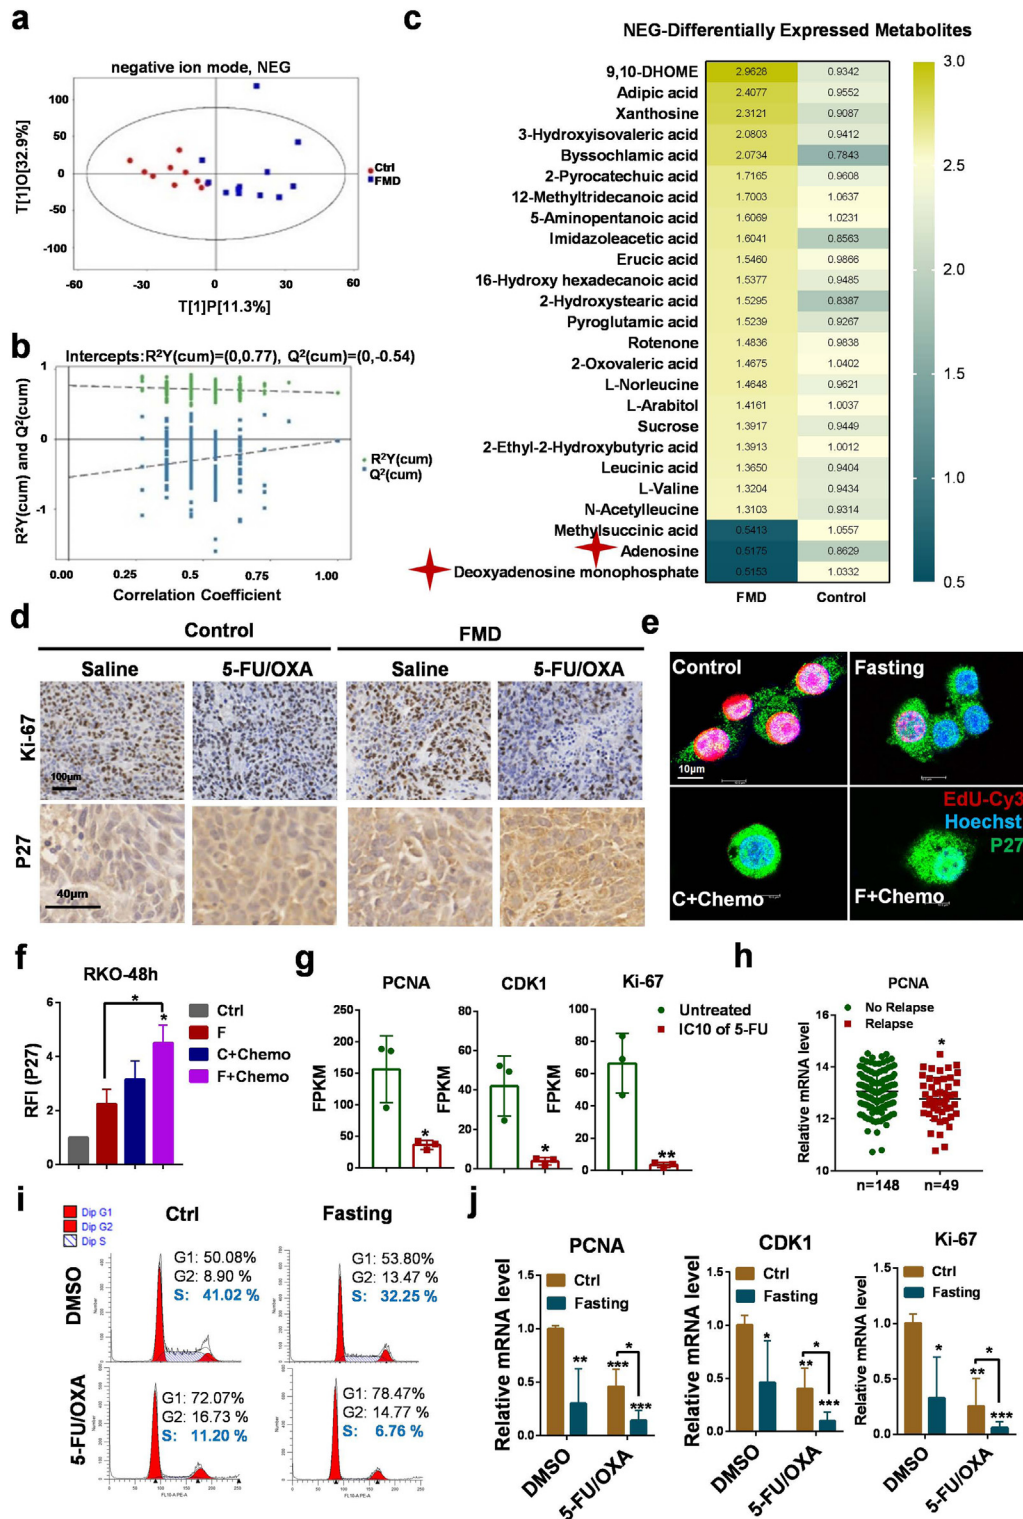 a
negative ion mode, NEG
T[1]O[32.9%]
100
50
0
-50
-100
-60
-30
0
30
60
T[1]P[11.3%]
Ctrl
FMD
b
Intercepts:R²Y(cum)=(0,0.77), Q²(cum)=(0,-0.54)
R²Y(cum) and Q²(cum)
1
0
-1
0.00
0.25
0.5
0.75
1.00
Correlation Coefficient
R²Y(cum)
Q²(cum)
c
NEG-Differentially Expressed Metabolites
9,10-DHOME 2.9628 0.9342
Adipic acid 2.4077 0.9552
Xanthosine 2.3121 0.9087
3-Hydroxyisovaleric acid 2.0803 0.9412
Byssochlamic acid 2.0734 0.7843
2-Pyrocatechuic acid 1.7165 0.9608
12-Methyltridecanoic acid 1.7003 1.0637
5-Aminopentanoic acid 1.6069 1.0231
Imidazoleacetic acid 1.6041 0.8563
Erucic acid 1.5460 0.9866
16-Hydroxy hexadecanoic acid 1.5377 0.9485
2-Hydroxystearic acid 1.5295 0.8387
Pyroglutamic acid 1.5239 0.9267
Rotenone 1.4836 0.9838
2-Oxovaleric acid 1.4675 1.0402
L-Norleucine 1.4648 0.9621
L-Arabitol 1.4161 1.0037
Sucrose 1.3917 0.9449
2-Ethyl-2-Hydroxybutyric acid 1.3913 1.0012
Leucinic acid 1.3650 0.9404
L-Valine 1.3204 0.9434
N-Acetylleucine 1.3103 0.9314
Methylsuccinic acid 0.5413 1.0557
Adenosine 0.5175 0.8629
Deoxyadenosine monophosphate 0.5153 1.0332
FMD Control
3.0
2.5
2.0
1.5
1.0
0.5
d
Control FMD
Saline 5-FU/OXA Saline 5-FU/OXA
Ki-67
100μm
P27
40μm
e
Control
Fasting
10μm
EdU-Cy3
Hoechst
P27
C+Chemo
F+Chemo
f
RKO-48h
RFI (P27)
6
4
2
0
*
*
Ctrl
F
C+Chemo
F+Chemo
g
PCNA
FPKM
250
200
150
100
50
0
*
CDK1
FPKM
60
40
20
0
*
Ki-67
FPKM
100
80
60
40
20
0
**
Untreated
IC10 of 5-FU
h
PCNA
No Relapse
Relapse
Relative mRNA level
16
14
12
10
*
n=148 n=49
i
Dip G1
Dip G2
Dip S
Ctrl Fasting
DMSO
G1: 50.08%
G2: 8.90 %
S: 41.02 %
G1: 53.80%
G2: 13.47 %
S: 32.25 %
5-FU/OXA
G1: 72.07%
G2: 16.73 %
S: 11.20 %
G1: 78.47%
G2: 14.77 %
S: 6.76 %
j
PCNA
Relative mRNA level
1.5
1.0
0.5
0.0
Ctrl
Fasting
**
***
*
***
DMSO
5-FU/OXA
CDK1
Relative mRNA level
1.5
1.0
0.5
0.0
Ctrl
Fasting
*
**
*
***
DMSO
5-FU/OXA
Ki-67
Relative mRNA level
1.5
1.0
0.5
0.0
Ctrl
Fasting
*
**
*
***
DMSO
5-FU/OXA